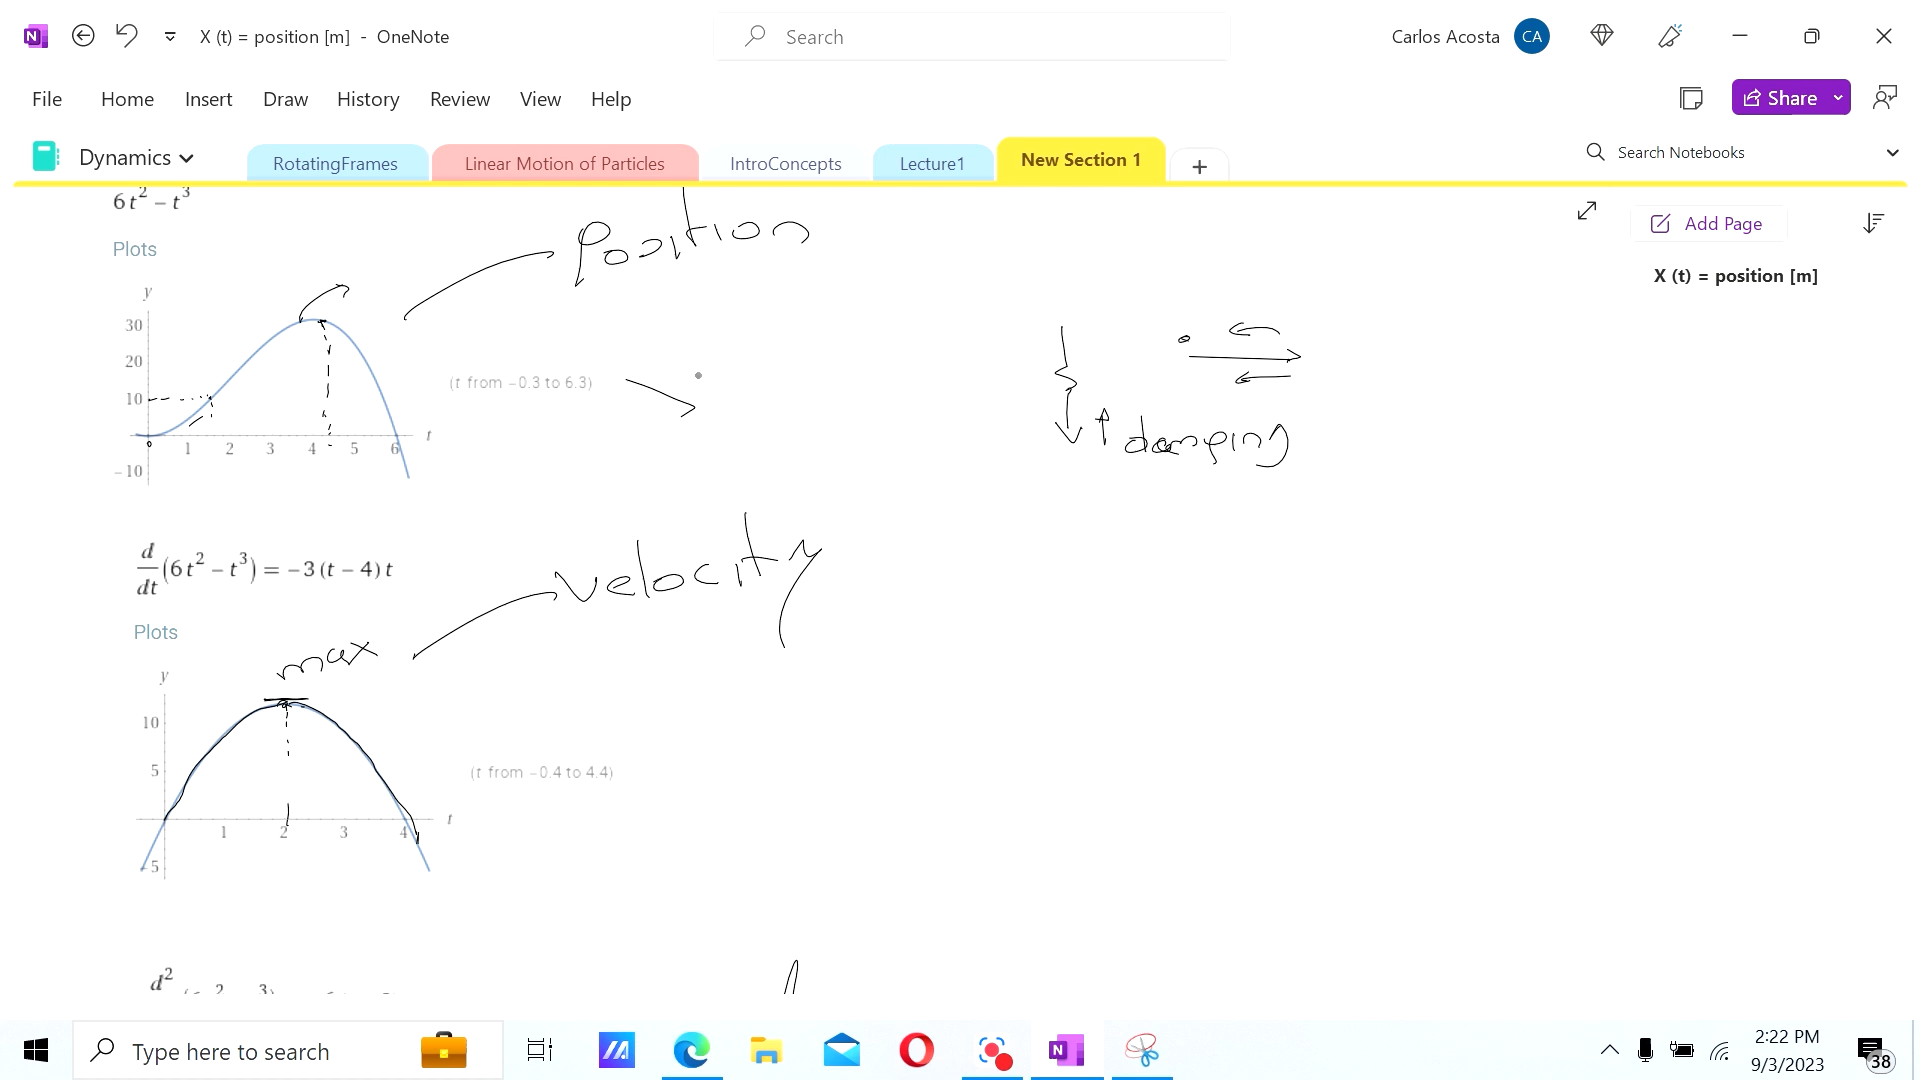 X (t) = position [m] - OneNote
Search
Carlos Acosta
CA
File Home Insert Draw History Review View Help
Share
Dynamics
RotatingFrames
Linear Motion of Particles
IntroConcepts
Lecture1
New Section 1
+
Search Notebooks
6t² – t³
Add Page
X (t) = position [m]
Plots
Position
y
30
20
10
-10
1 2 3 4 5 6
t
(t from −0.3 to 6.3)
damping
d/dt (6t² − t³) = −3 (t − 4) t
velocity
Plots
max
y
10
5
-5
1 2 3 4
t
(t from −0.4 to 4.4)
d²
Type here to search
2:22 PM
9/3/2023
38